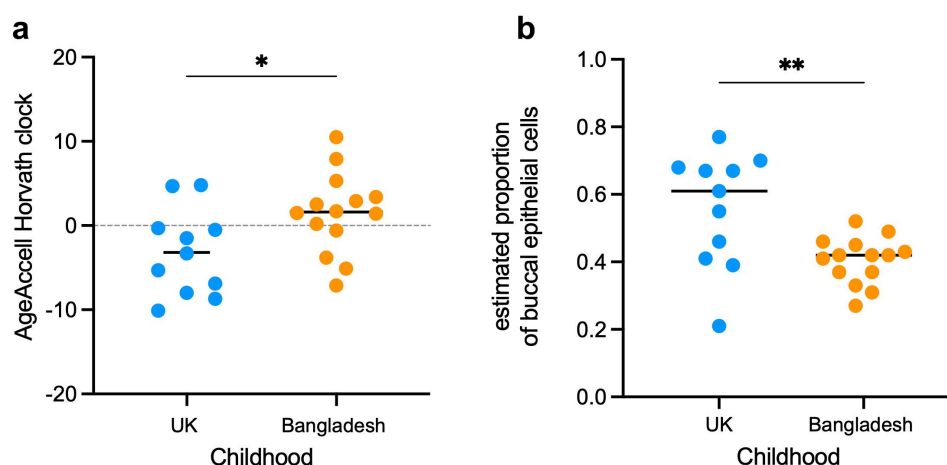 a
*
20
10
0
-10
-20
AgeAccell Horvath clock
UK
Bangladesh
Childhood
b
**
1.0
0.8
0.6
0.4
0.2
0.0
estimated proportion
of buccal epithelial cells
UK
Bangladesh
Childhood